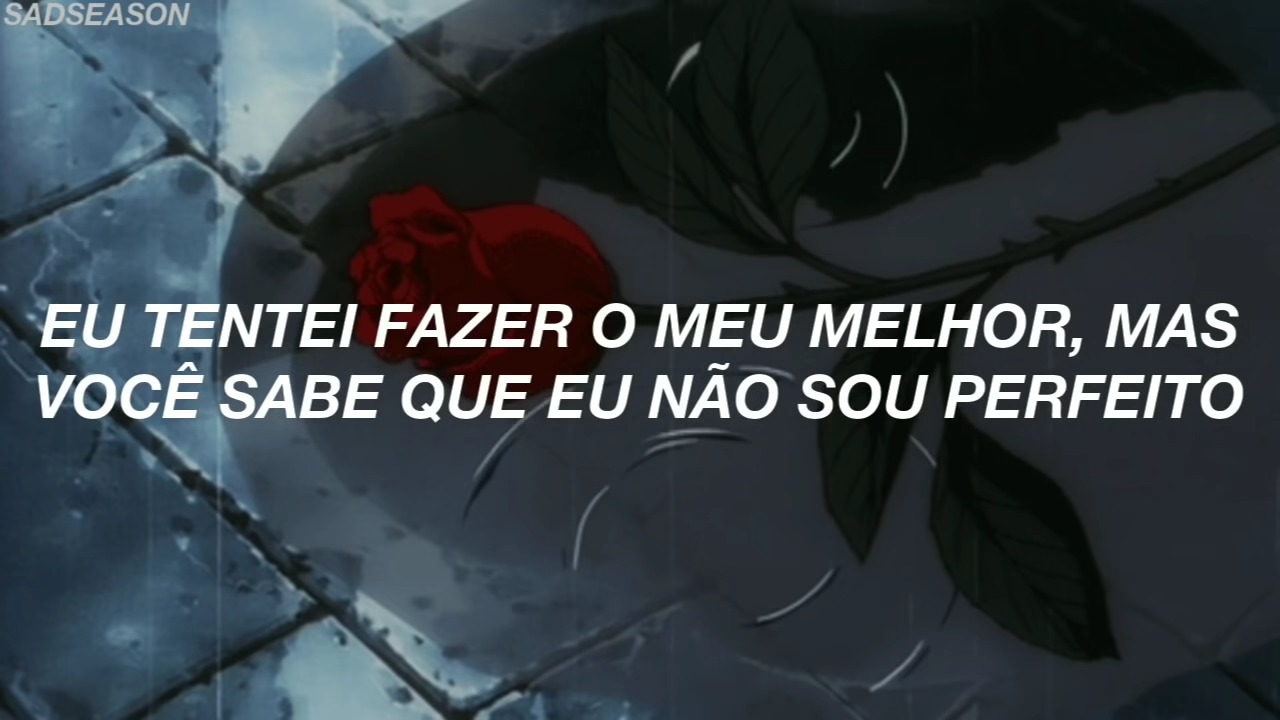 SADSEASON
EU TENTEI FAZER O MEU MELHOR, MAS
VOCÊ SABE QUE EU NÃO SOU PERFEITO